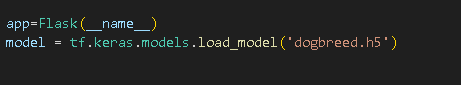 app=Flask(__name__)
model = tf.keras.models.load_model('dogbreed.h5')